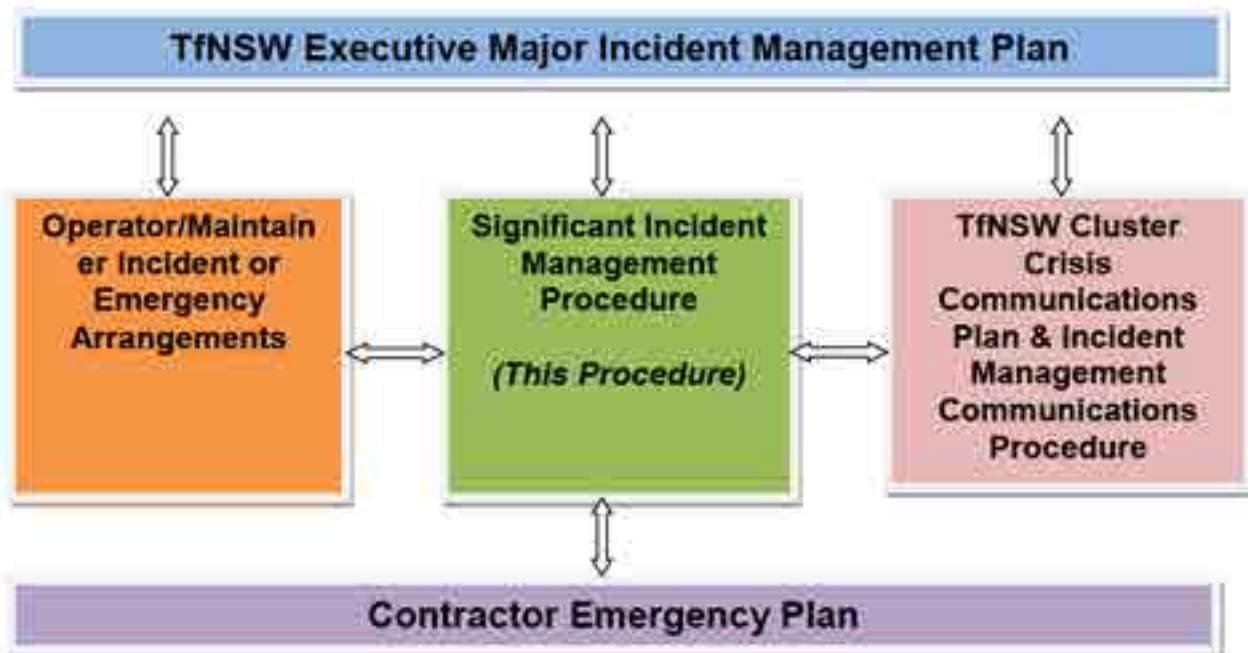 TfNSW Executive Major Incident Management Plan
Operator/Maintain
er Incident or
Emergency
Arrangements
Significant Incident
Management
Procedure
(This Procedure)
TfNSW Cluster
Crisis
Communications
Plan & Incident
Management
Communications
Procedure
Contractor Emergency Plan